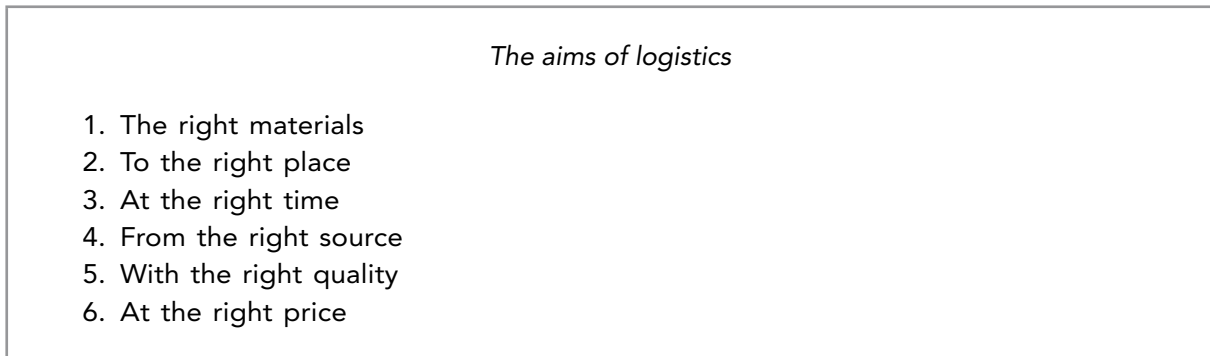 The aims of logistics
1. The right materials
2. To the right place
3. At the right time
4. From the right source
5. With the right quality
6. At the right price